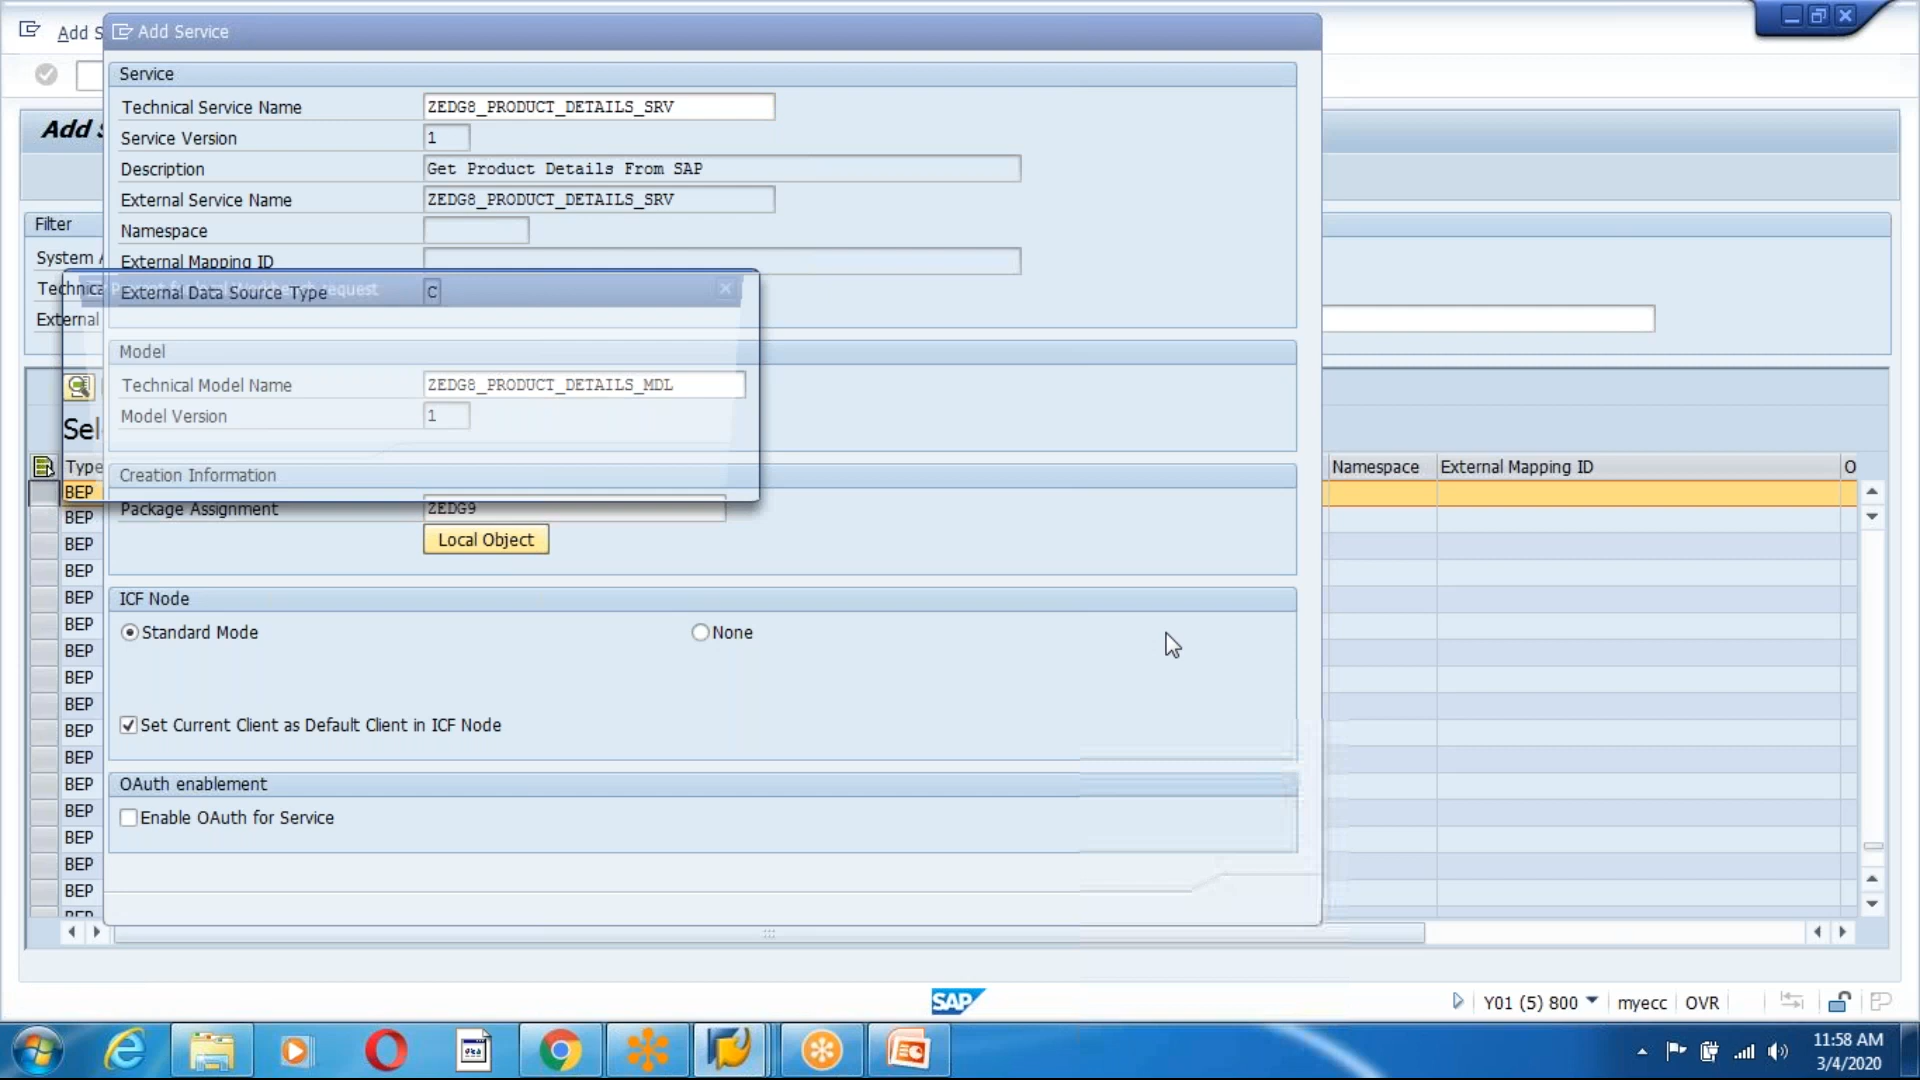 Add S
Add Service
Service
Technical Service Name ZEDG8_PRODUCT_DETAILS_SRV
Service Version 1
Add S
Description Get Product Details From SAP
External Service Name ZEDG8_PRODUCT_DETAILS_SRV
Filter
Namespace
System A
External Mapping ID
Technica
External Data Source Type C
request
External
Model
Technical Model Name ZEDG8_PRODUCT_DETAILS_MDL
Model Version 1
Sel
Type Namespace External Mapping ID O
Creation Information
BEP
Package Assignment ZEDG9
BEP
Local Object
BEP
BEP
ICF Node
BEP
BEP
Standard Mode None
BEP
BEP
BEP
Set Current Client as Default Client in ICF Node
BEP
BEP
OAuth enablement
BEP
BEP
Enable OAuth for Service
BEP
BEP
BEP
BEP
SAP
Y01 (5) 800 myecc OVR
11:58 AM
3/4/2020